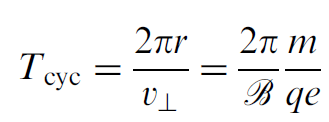 T_cyc = 2πr / v_⊥ = 2π / ℬ m / qe